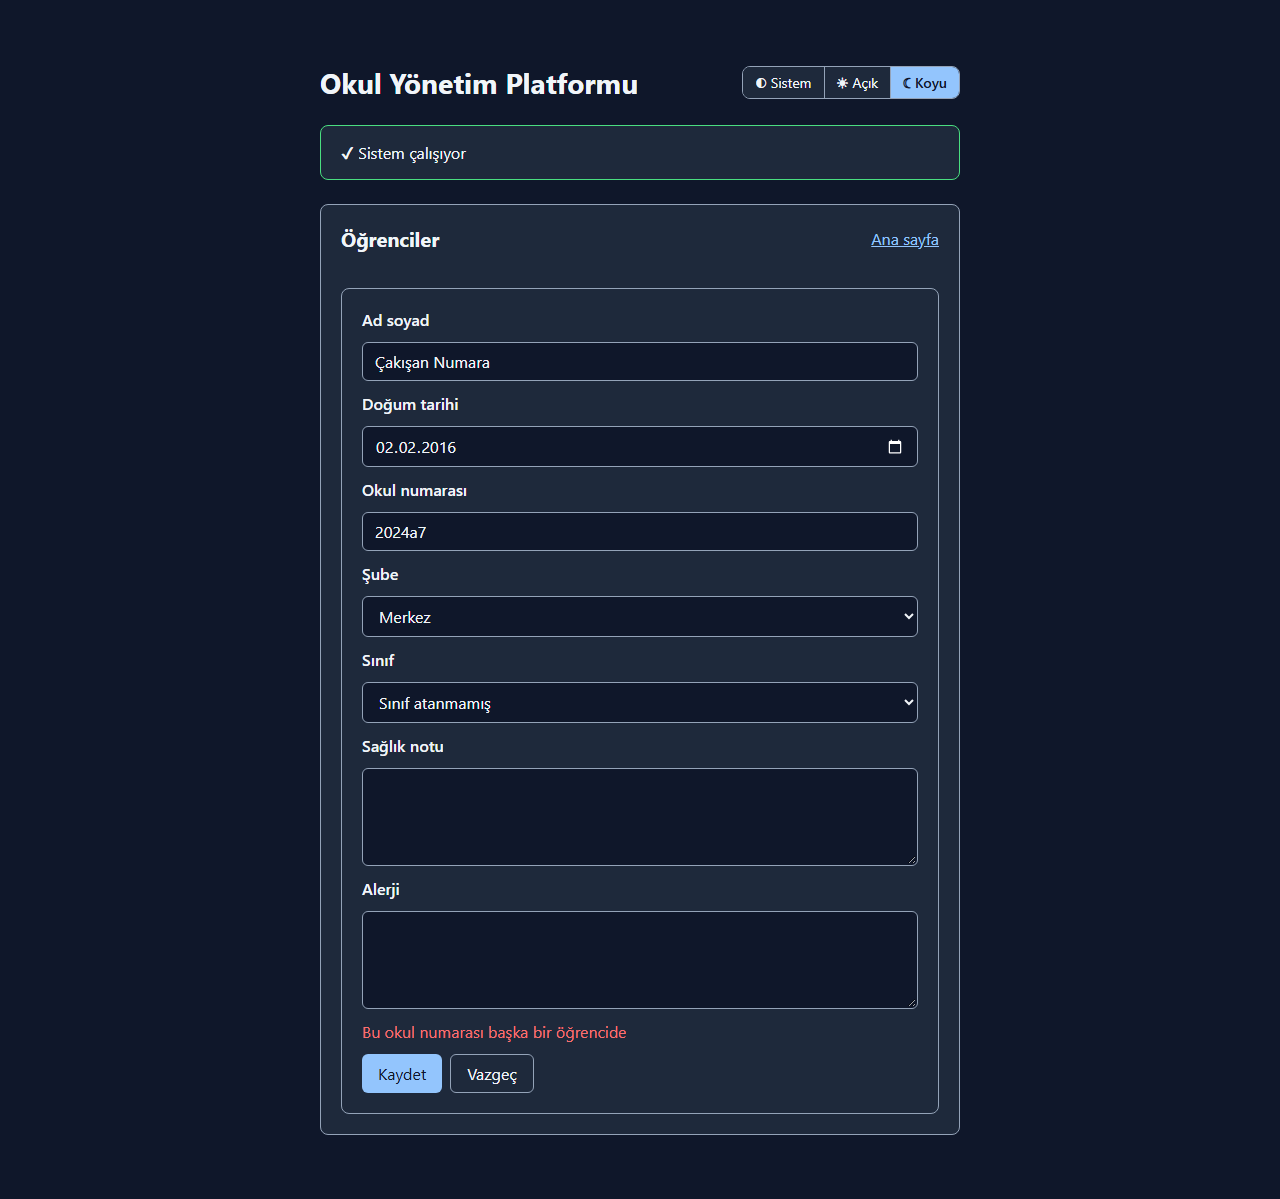 Okul Yönetim Platformu
◐ Sistem ☀ Açık ☾ Koyu
✓ Sistem çalışıyor
Öğrenciler
Ana sayfa
Ad soyad
Çakışan Numara
Doğum tarihi
02.02.2016
Okul numarası
2024a7
Şube
Merkez
Sınıf
Sınıf atanmamış
Sağlık notu
Alerji
Bu okul numarası başka bir öğrencide
Kaydet Vazgeç